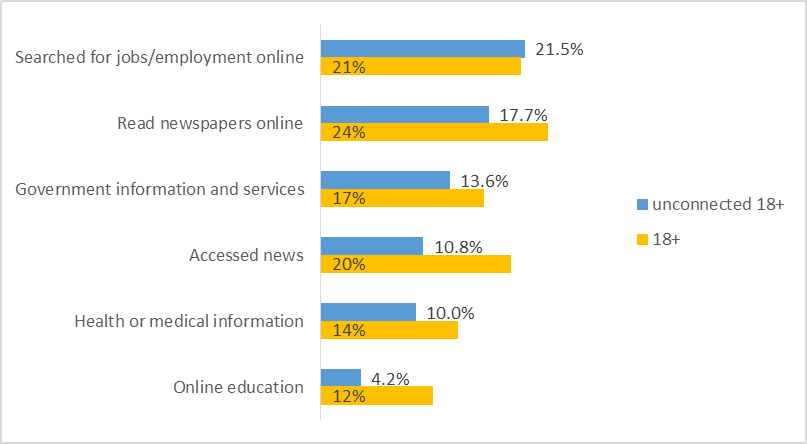 Searched for jobs/employment online
21.5%
21%
Read newspapers online
17.7%
24%
Government information and services
13.6%
17%
unconnected 18+
18+
Accessed news
10.8%
20%
Health or medical information
10.0%
14%
Online education
4.2%
12%